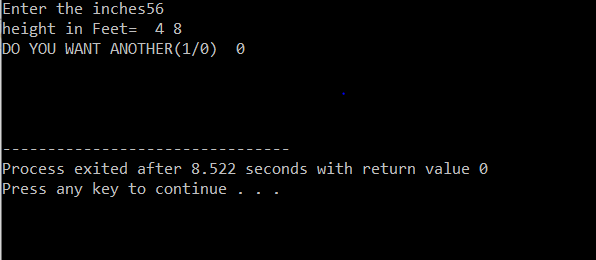 Enter the inches56
height in Feet=  4 8
DO YOU WANT ANOTHER(1/0)  0
--------------------------------
Process exited after 8.522 seconds with return value 0
Press any key to continue . . .